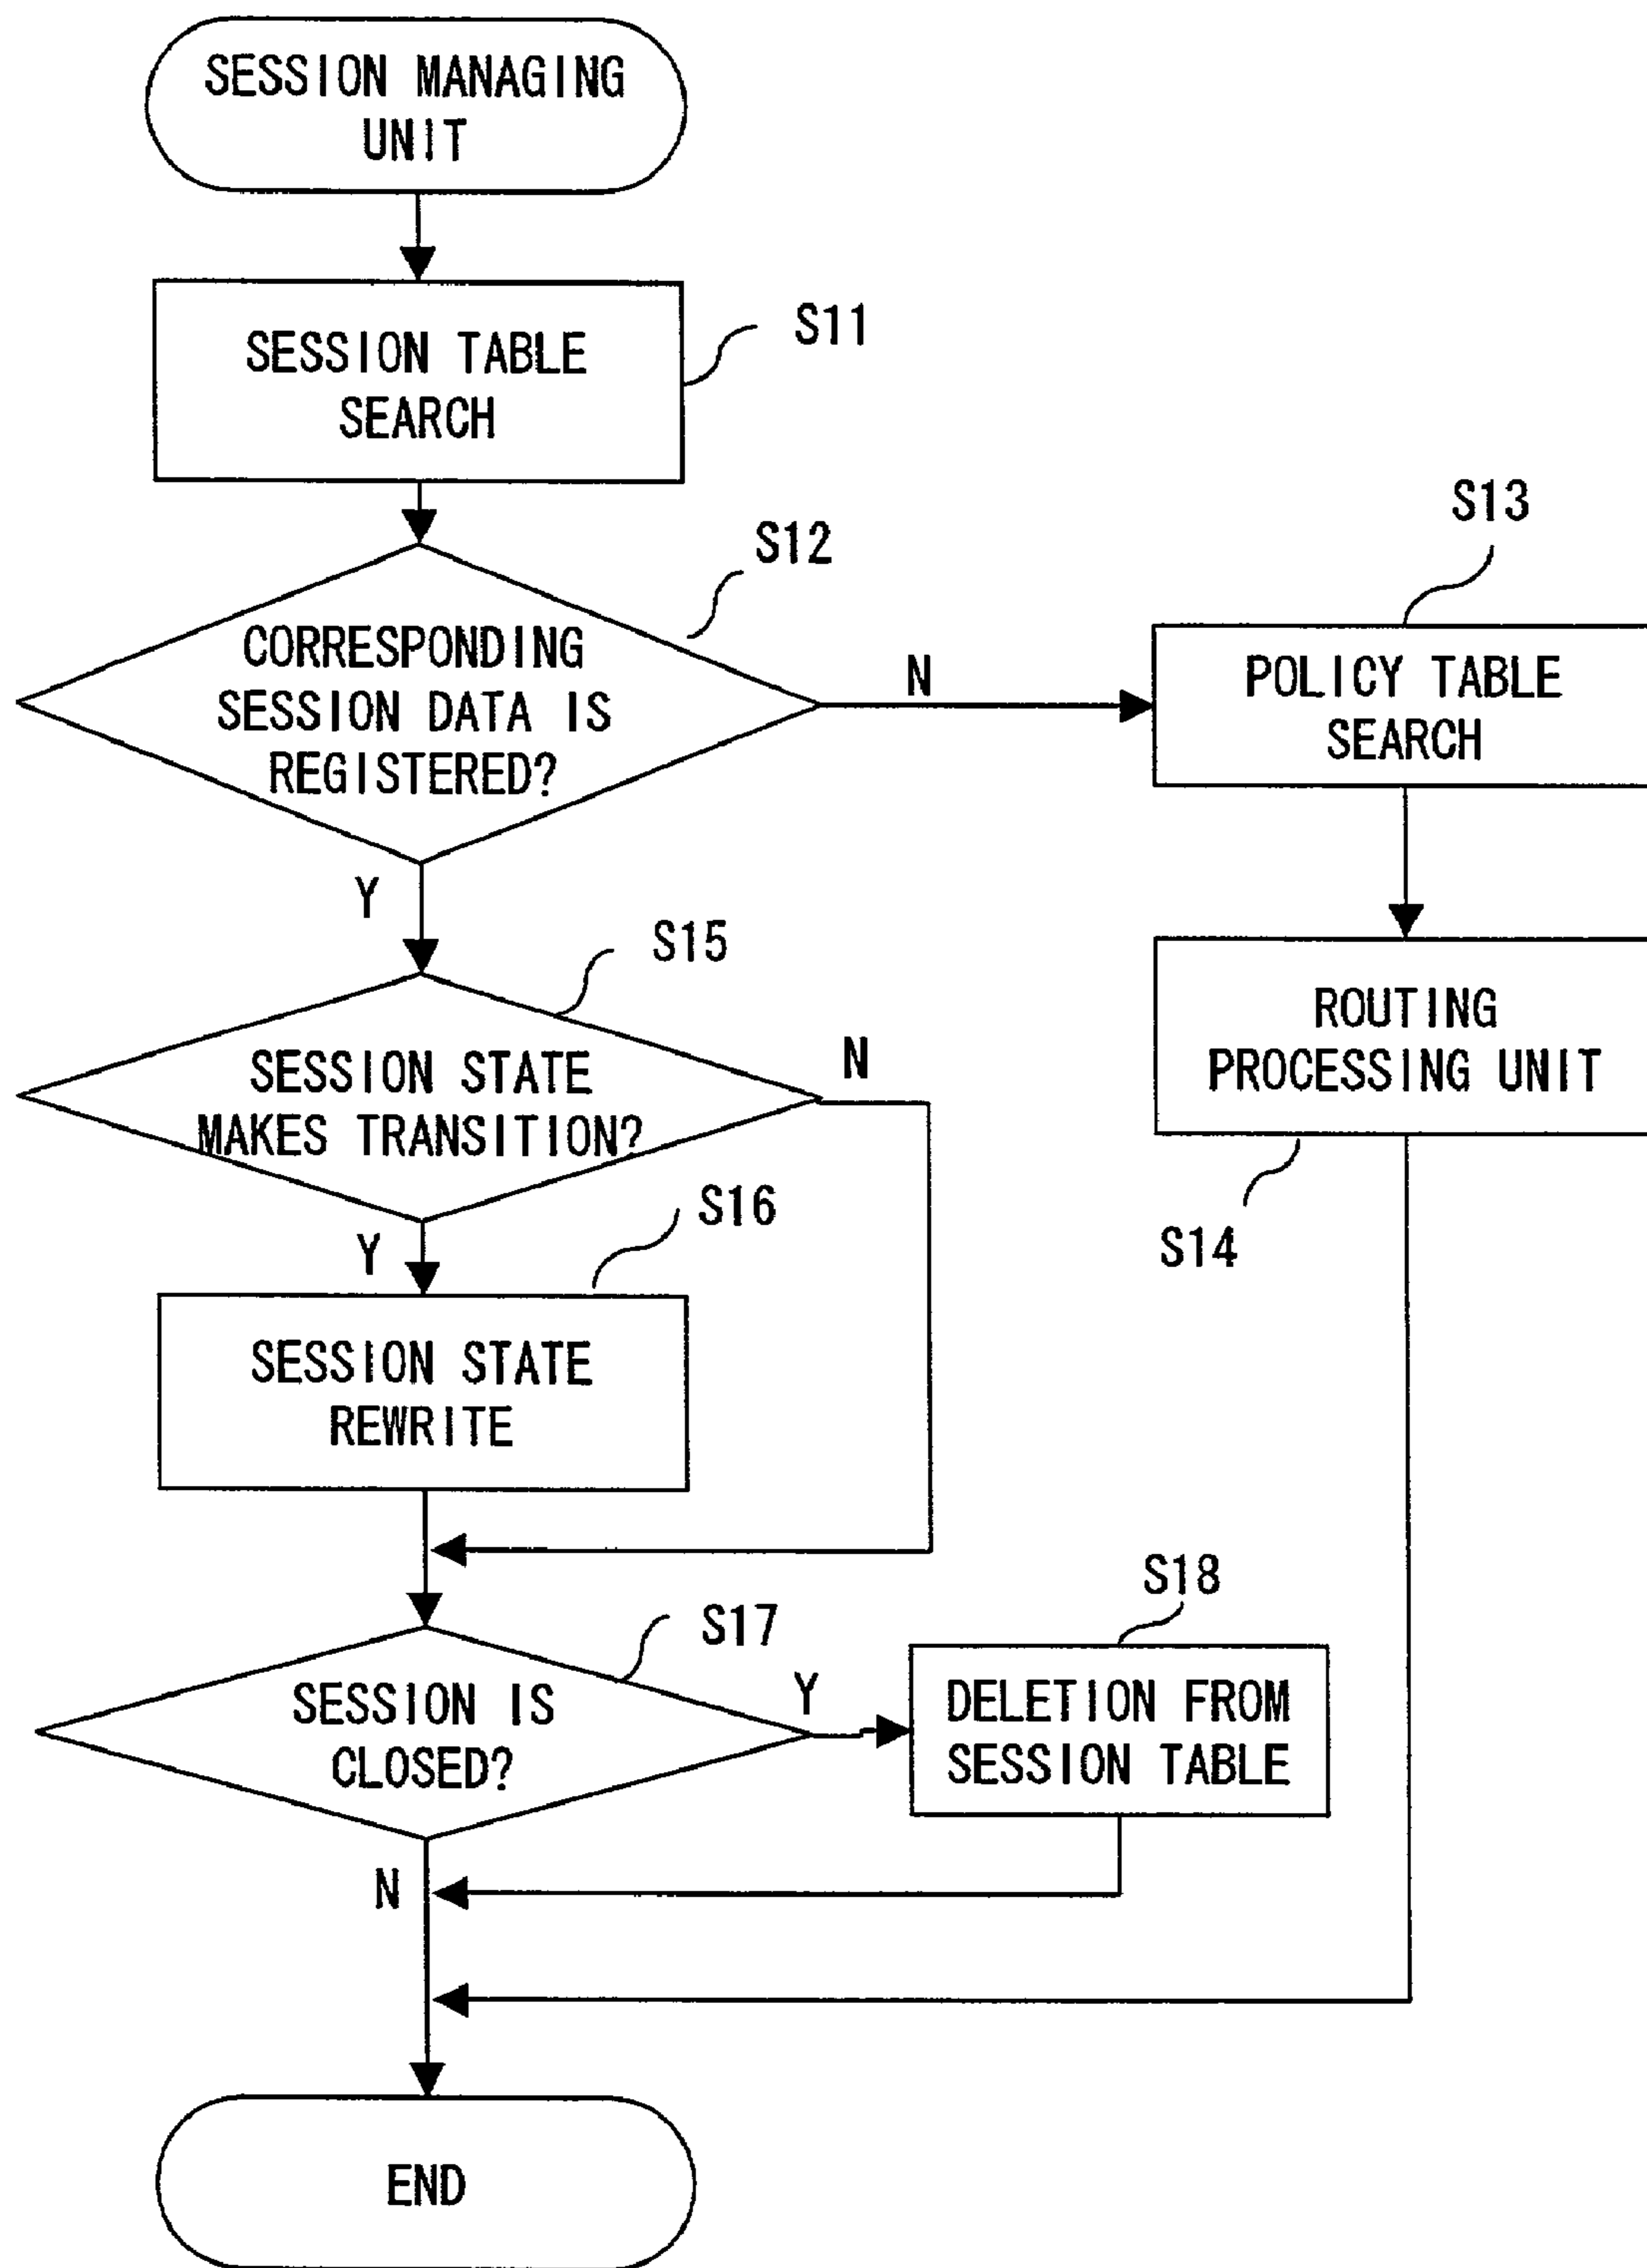 SESSION MANAGING
UNIT
SESSION TABLE
SEARCH
S11
CORRESPONDING
SESSION DATA IS
REGISTERED?
S12
N
POLICY TABLE
SEARCH
S13
Y
ROUTING
PROCESSING UNIT
S14
SESSION STATE
MAKES TRANSITION?
S15
N
Y
SESSION STATE
REWRITE
S16
SESSION IS
CLOSED?
S17
Y
DELETION FROM
SESSION TABLE
S18
N
END